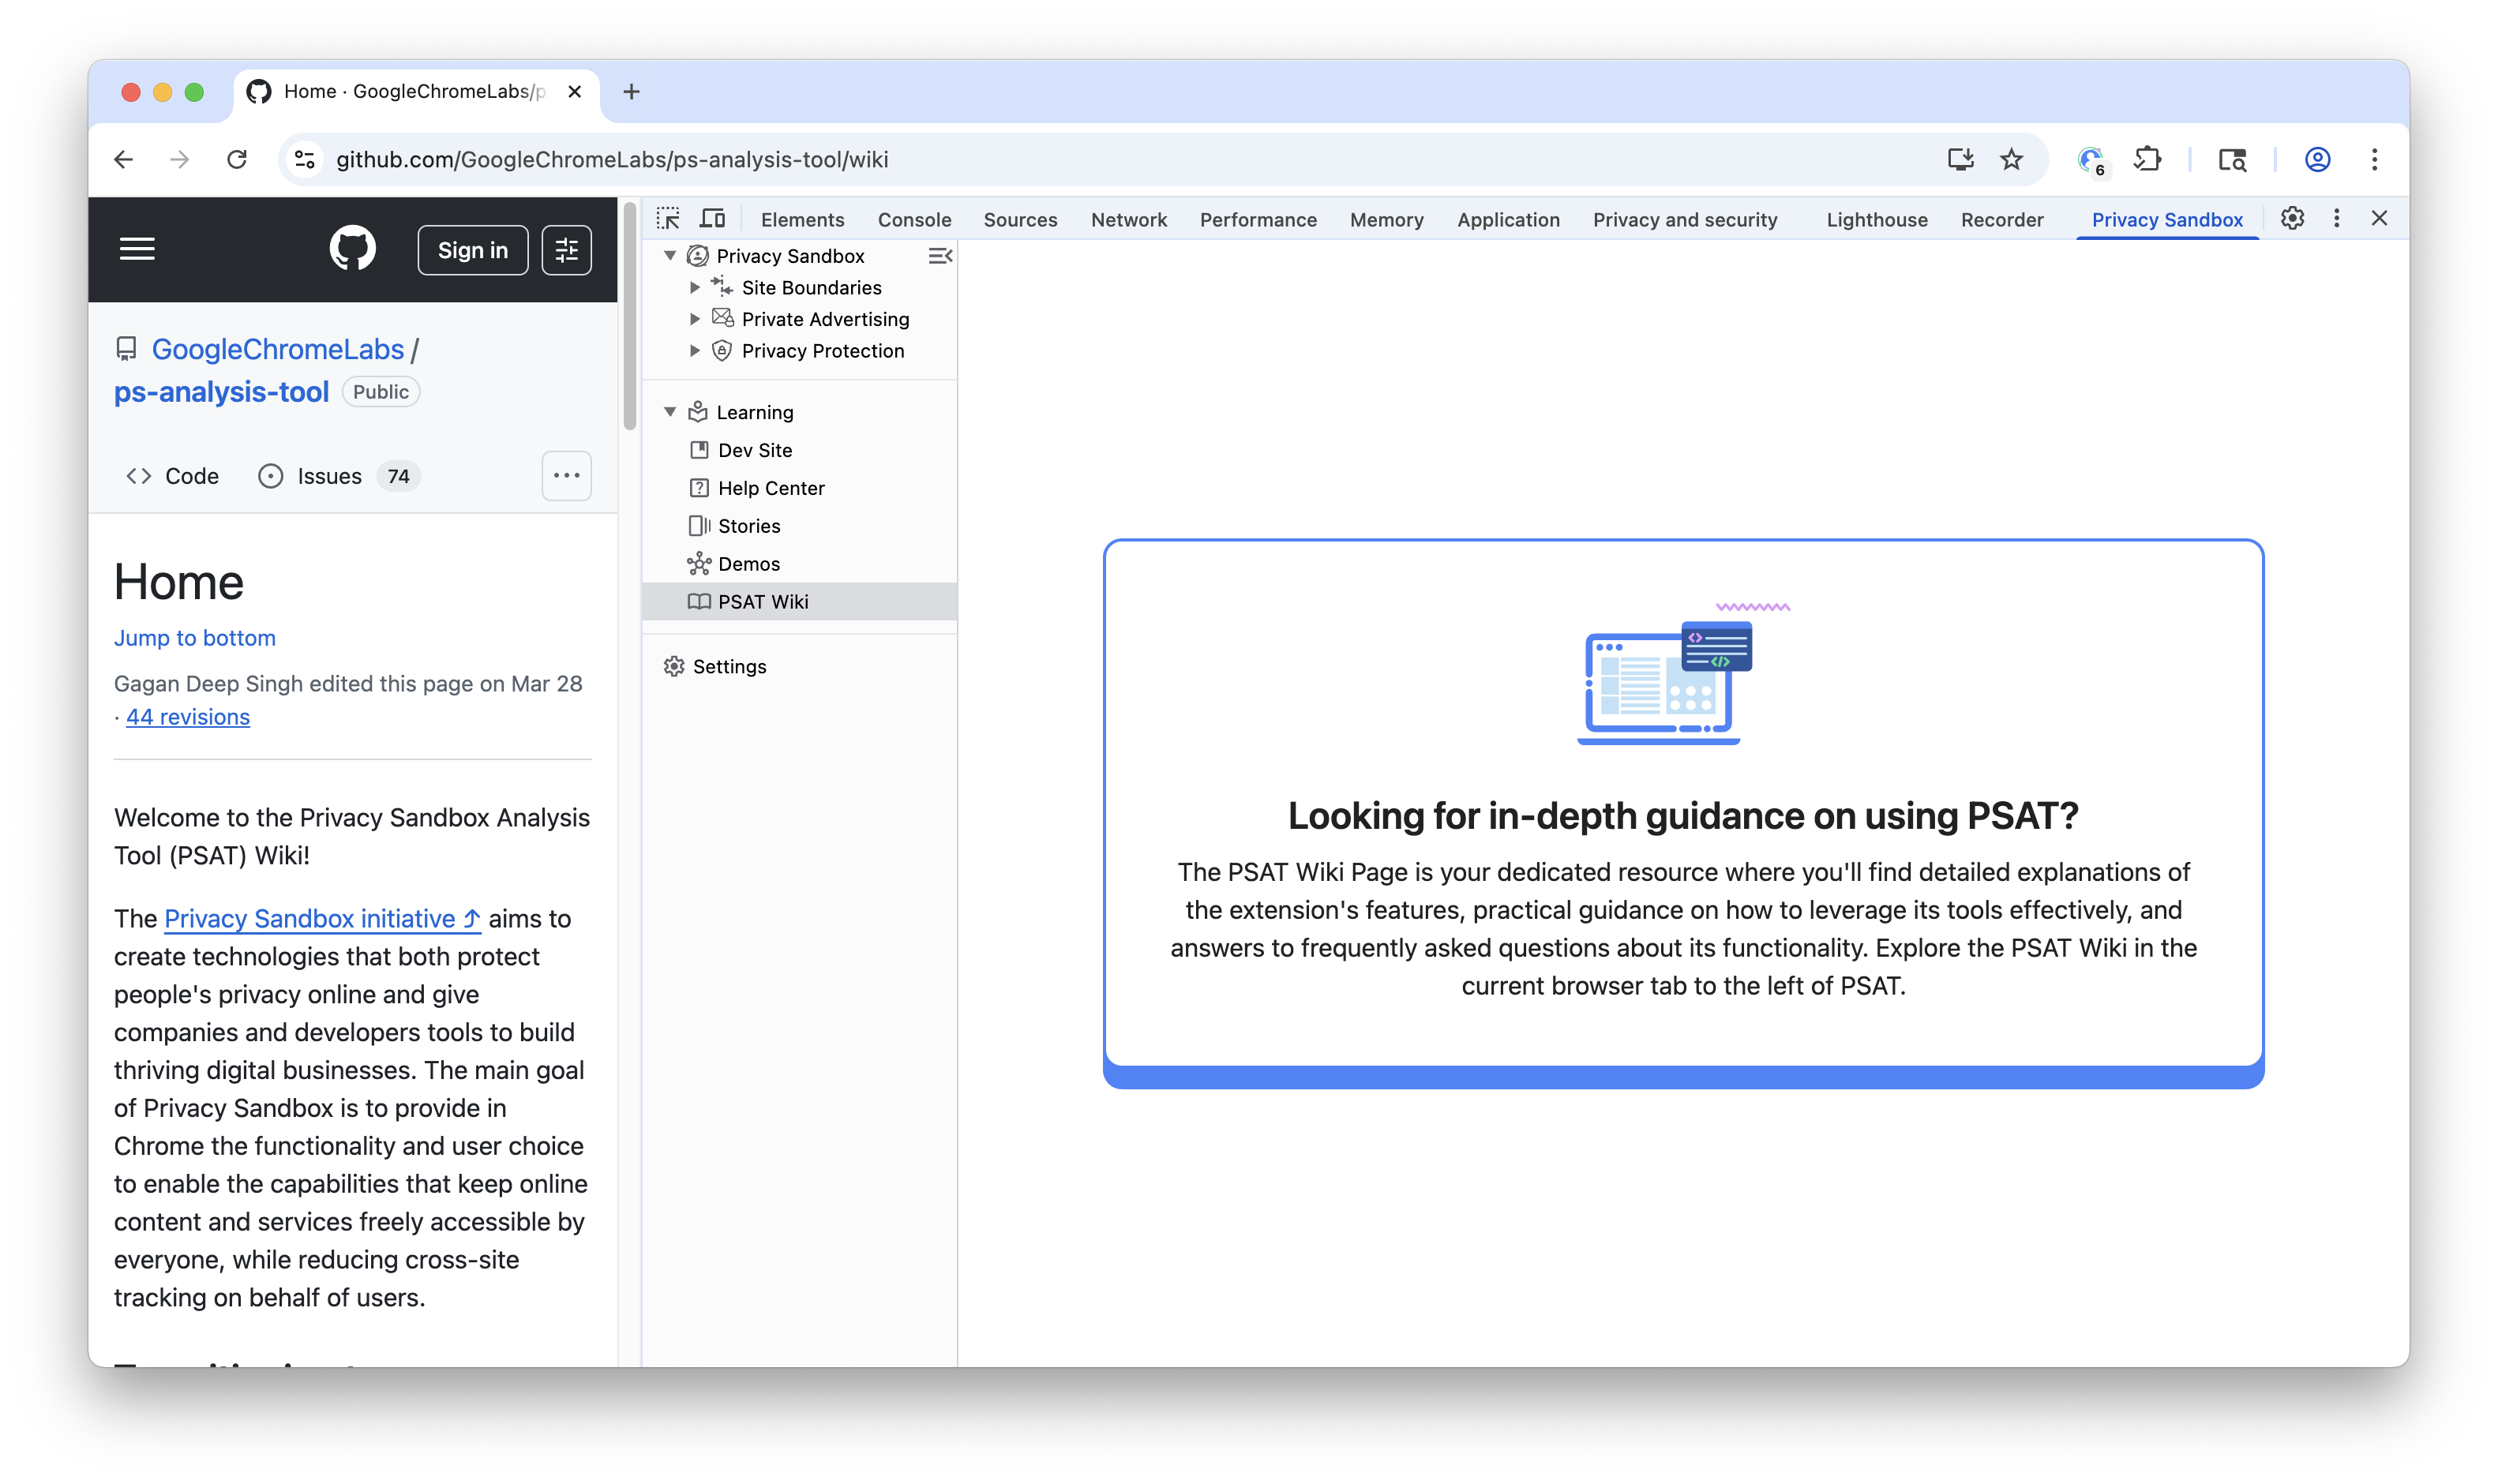 Home · GoogleChromeLabs/p
github.com/GoogleChromeLabs/ps-analysis-tool/wiki
6
Sign in
GoogleChromeLabs /
ps-analysis-tool Public
Code Issues 74
Home
Jump to bottom
Gagan Deep Singh edited this page on Mar 28
· 44 revisions
Welcome to the Privacy Sandbox Analysis
Tool (PSAT) Wiki!
The Privacy Sandbox initiative ⤴ aims to
create technologies that both protect
people's privacy online and give
companies and developers tools to build
thriving digital businesses. The main goal
of Privacy Sandbox is to provide in
Chrome the functionality and user choice
to enable the capabilities that keep online
content and services freely accessible by
everyone, while reducing cross-site
tracking on behalf of users.
Elements Console Sources Network Performance Memory Application Privacy and security Lighthouse Recorder Privacy Sandbox
Privacy Sandbox
Site Boundaries
Private Advertising
Privacy Protection
Learning
Dev Site
Help Center
Stories
Demos
PSAT Wiki
Settings
Looking for in-depth guidance on using PSAT?
The PSAT Wiki Page is your dedicated resource where you'll find detailed explanations of
the extension's features, practical guidance on how to leverage its tools effectively, and
answers to frequently asked questions about its functionality. Explore the PSAT Wiki in the
current browser tab to the left of PSAT.